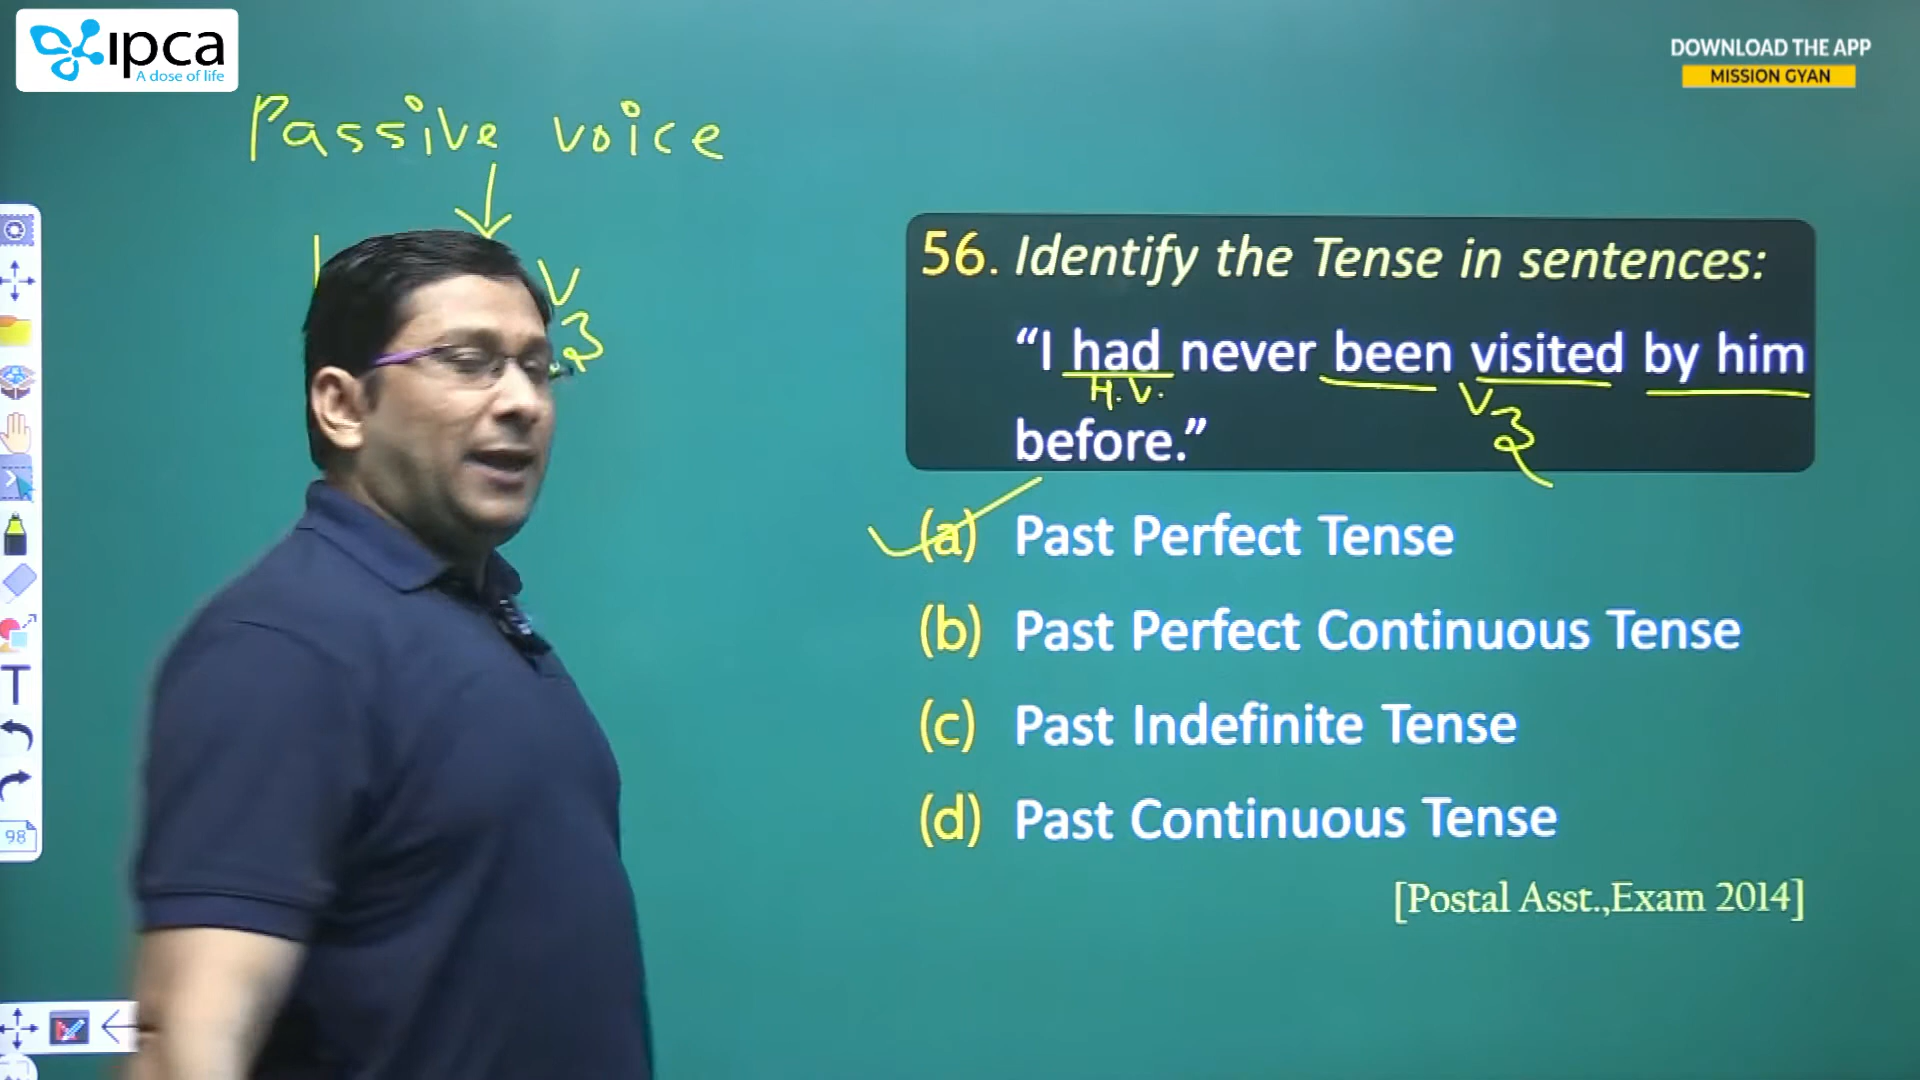 ipca
A dose of life
DOWNLOAD THE APP
MISSION GYAN
Passive voice
V3
56. Identify the Tense in sentences:
“I had never been visited by him
H.V.
V3
before.”
(a) Past Perfect Tense
(b) Past Perfect Continuous Tense
(c) Past Indefinite Tense
(d) Past Continuous Tense
[Postal Asst.,Exam 2014]
T
98